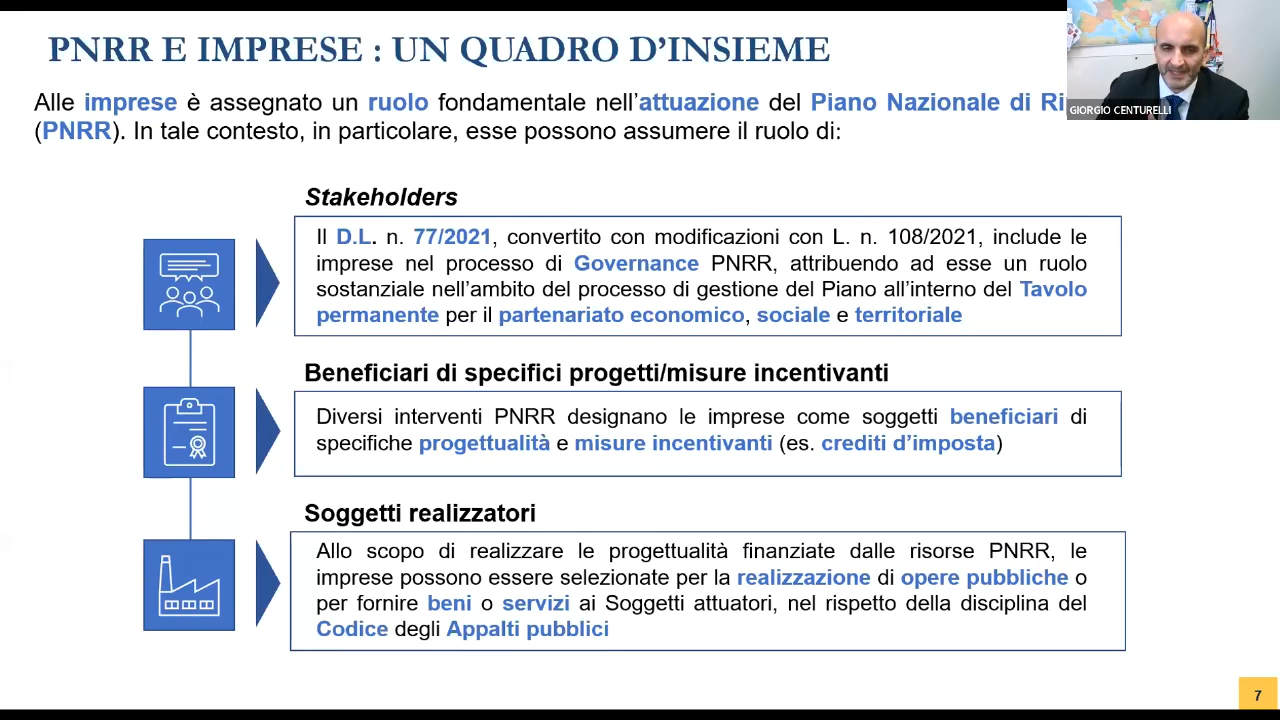 PNRR E IMPRESE : UN QUADRO D’INSIEME
Alle imprese è assegnato un ruolo fondamentale nell’attuazione del Piano Nazionale di
(PNRR). In tale contesto, in particolare, esse possono assumere il ruolo di:
GIORGIO CENTURELLI
Stakeholders
Il D.L. n. 77/2021, convertito con modificazioni con L. n. 108/2021, include le
imprese nel processo di Governance PNRR, attribuendo ad esse un ruolo
sostanziale nell’ambito del processo di gestione del Piano all’interno del Tavolo
permanente per il partenariato economico, sociale e territoriale
Beneficiari di specifici progetti/misure incentivanti
Diversi interventi PNRR designano le imprese come soggetti beneficiari di
specifiche progettualità e misure incentivanti (es. crediti d’imposta)
Soggetti realizzatori
Allo scopo di realizzare le progettualità finanziate dalle risorse PNRR, le
imprese possono essere selezionate per la realizzazione di opere pubbliche o
per fornire beni o servizi ai Soggetti attuatori, nel rispetto della disciplina del
Codice degli Appalti pubblici
7